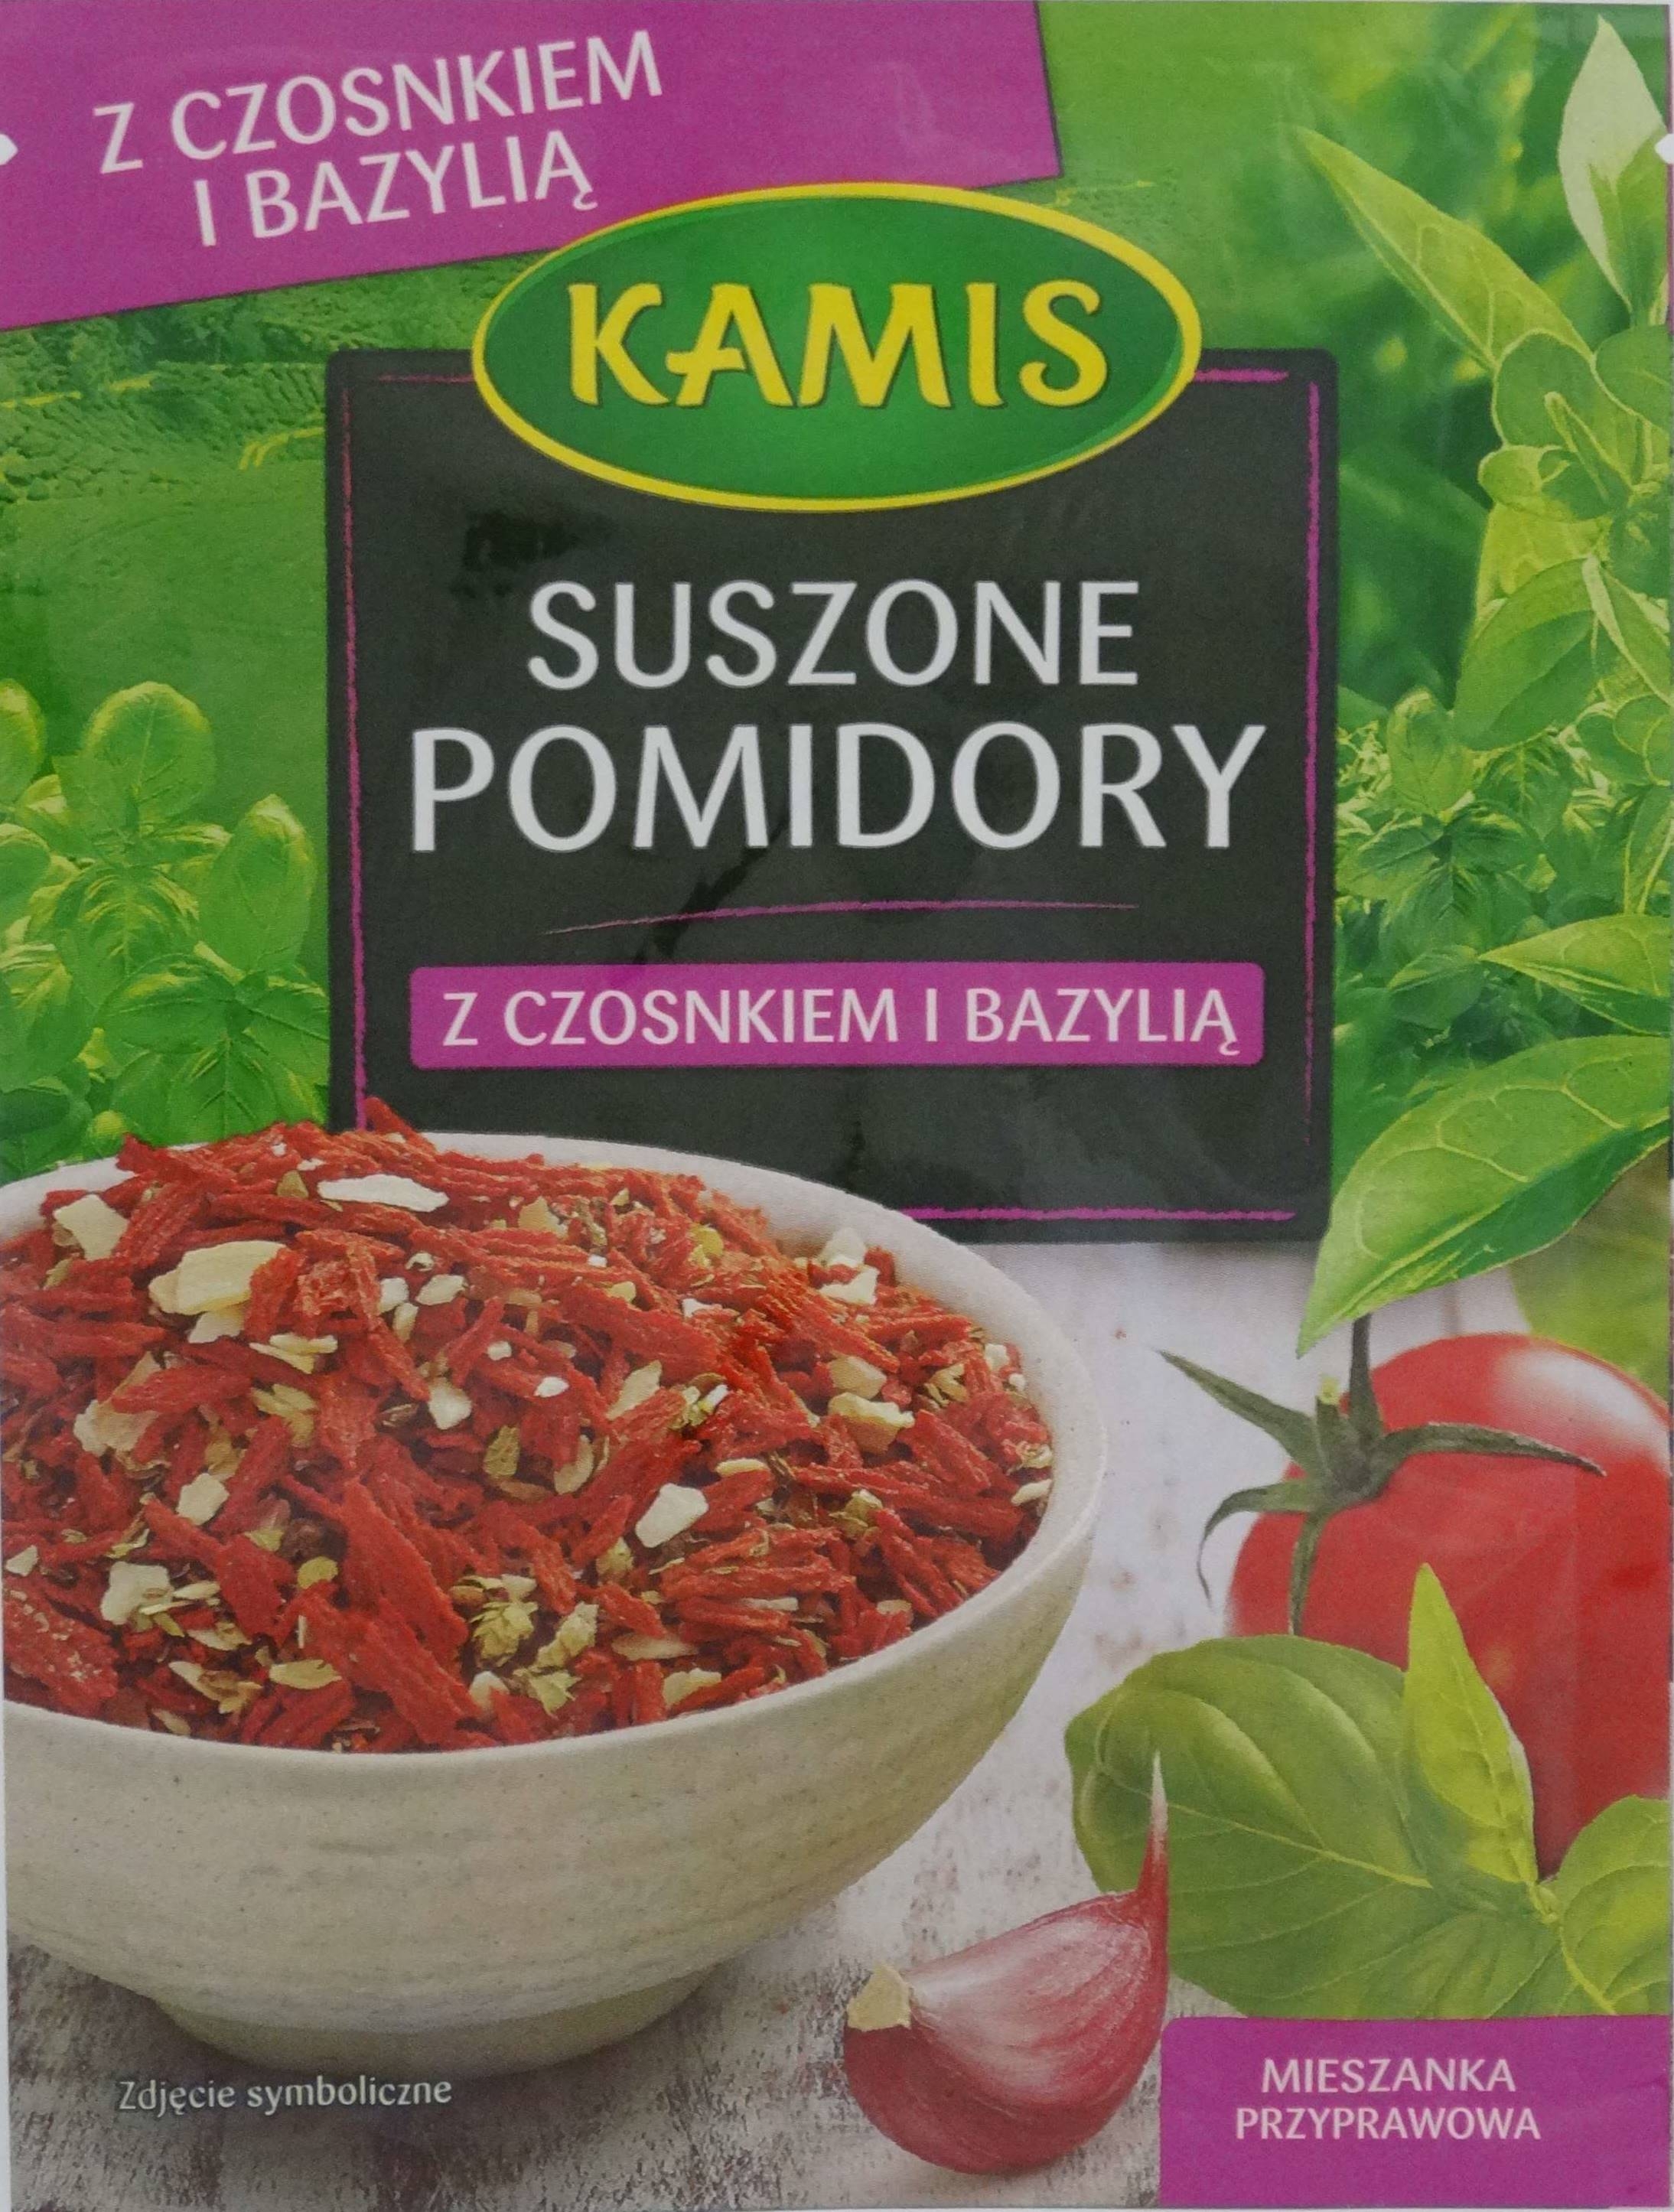 Z CZOSNKIEM
I BAZYLIĄ
KAMIS
SUSZONE
POMIDORY
Z CZOSNKIEM I BAZYLIĄ
Zdjęcie symboliczne
MIESZANKA
PRZYPRAWOWA